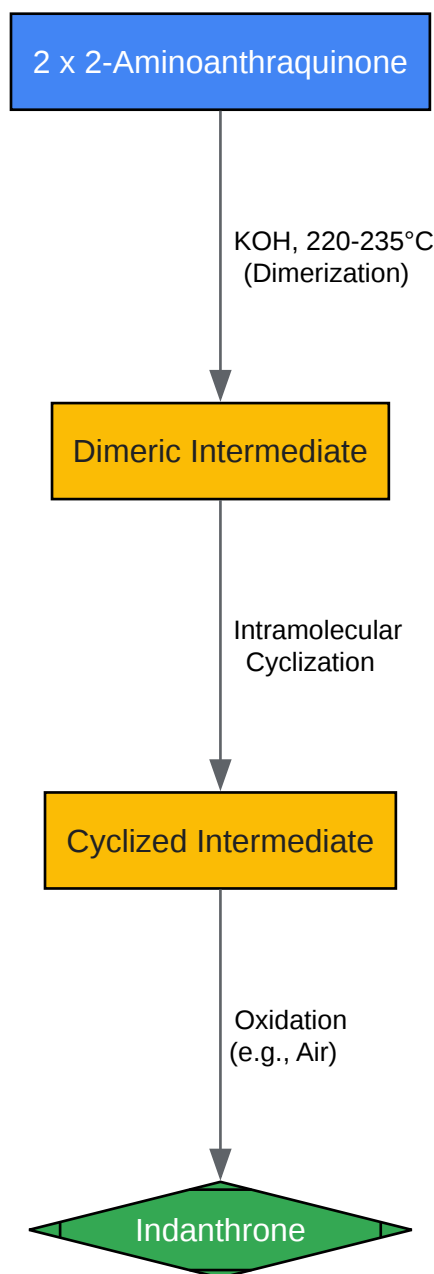 2 x 2-Aminoanthraquinone
KOH, 220-235°C
(Dimerization)
Dimeric Intermediate
Intramolecular
Cyclization
Cyclized Intermediate
Oxidation
(e.g., Air)
Indanthrone